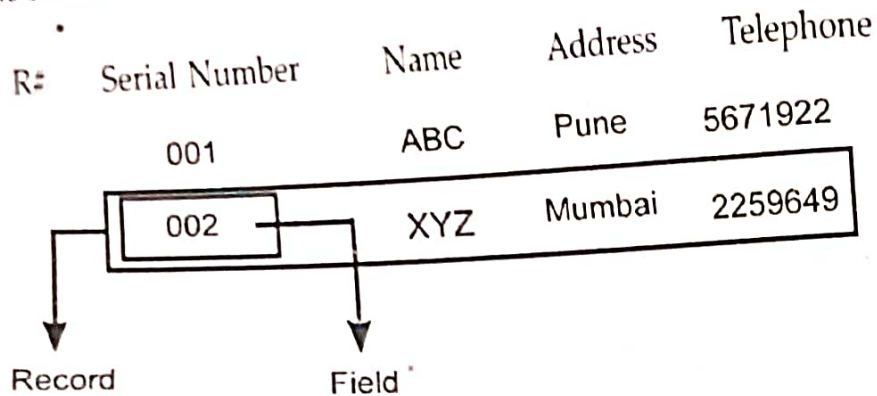 R# Serial Number Name Address Telephone
001 ABC Pune 5671922
002 XYZ Mumbai 2259649
Record Field